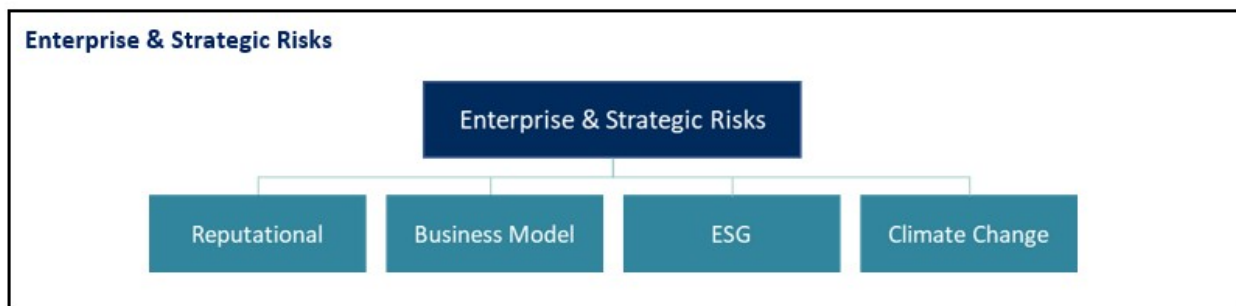 Enterprise & Strategic Risks
Enterprise & Strategic Risks
Reputational
Business Model
ESG
Climate Change